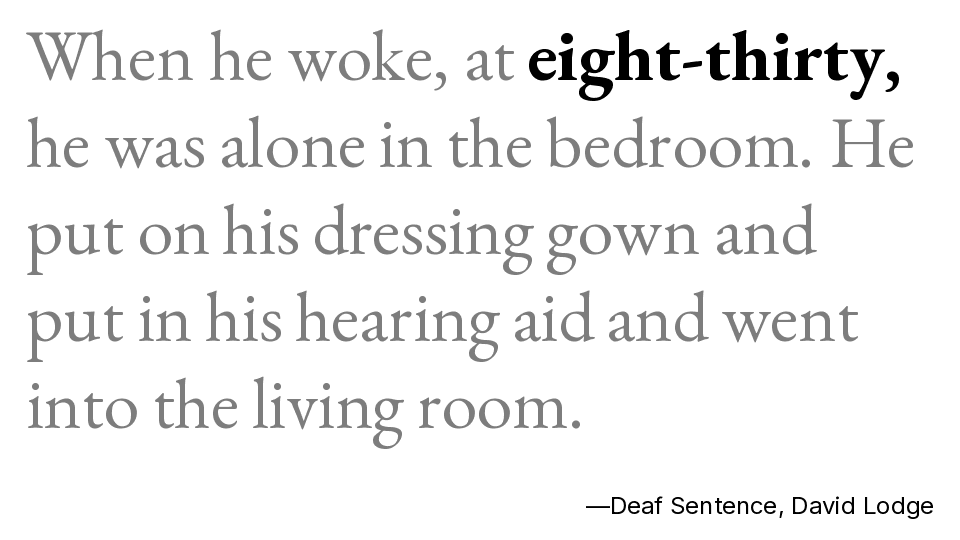 When he woke, at eight-thirty,
he was alone in the bedroom. He
put on his dressing gown and
put in his hearing aid and went
into the living room.
—Deaf Sentence, David Lodge